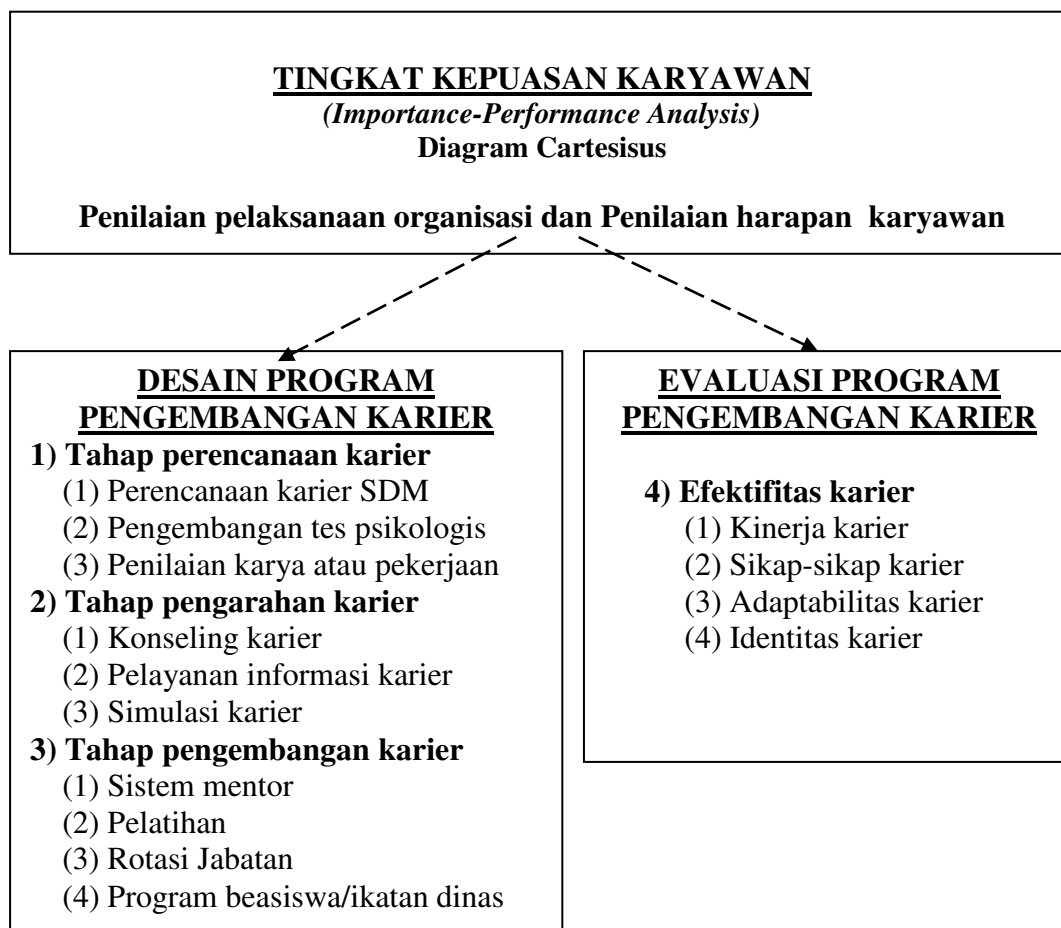 TINGKAT KEPUASAN KARYAWAN
(Importance-Performance Analysis)
Diagram Cartesisus
Penilaian pelaksanaan organisasi dan Penilaian harapan karyawan
DESAIN PROGRAM
PENGEMBANGAN KARIER
1) Tahap perencanaan karier
(1) Perencanaan karier SDM
(2) Pengembangan tes psikologis
(3) Penilaian karya atau pekerjaan
2) Tahap pengarahan karier
(1) Konseling karier
(2) Pelayanan informasi karier
(3) Simulasi karier
3) Tahap pengembangan karier
(1) Sistem mentor
(2) Pelatihan
(3) Rotasi Jabatan
(4) Program beasiswa/ikatan dinas
EVALUASI PROGRAM
PENGEMBANGAN KARIER
4) Efektifitas karier
(1) Kinerja karier
(2) Sikap-sikap karier
(3) Adaptabilitas karier
(4) Identitas karier